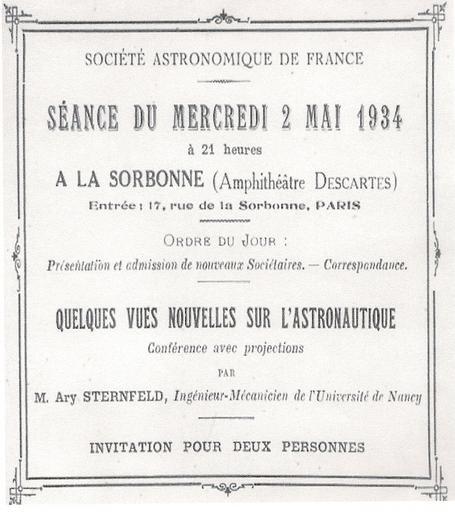 SOCIÉTÉ ASTRONOMIQUE DE FRANCE
SÉANCE DU MERCREDI 2 MAI 1934
à 21 heures
A LA SORBONNE (Amphithéâtre DESCARTES)
Entrée : 17, rue de la Sorbonne, PARIS
ORDRE DU JOUR :
Présentation et admission de nouveaux Sociétaires. — Correspondance.
QUELQUES VUES NOUVELLES SUR L'ASTRONAUTIQUE
Conférence avec projections
PAR
M. Ary STERNFELD, Ingénieur-Mécanicien de l'Université de Nancy
INVITATION POUR DEUX PERSONNES